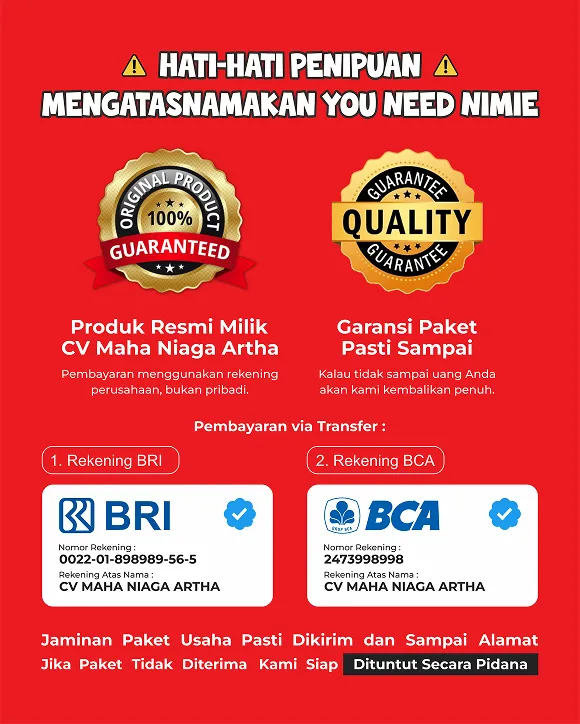 HATI-HATI PENIPUAN
MENGATASNAMAKAN YOU NEED NIMIE
ORIGINAL PRODUCT
100%
GUARANTEED
GUARANTEE
QUALITY
GUARANTEE
Produk Resmi Milik
CV Maha Niaga Artha
Pembayaran menggunakan rekening
perusahaan, bukan pribadi.
Garansi Paket
Pasti Sampai
Kalau tidak sampai uang Anda
akan kami kembalikan penuh.
Pembayaran via Transfer :
1. Rekening BRI
BRI
Nomor Rekening :
0022-01-898989-56-5
Rekening Atas Nama :
CV MAHA NIAGA ARTHA
2. Rekening BCA
BCA
Nomor Rekening :
2473998998
Rekening Atas Nama :
CV MAHA NIAGA ARTHA
Jaminan Paket Usaha Pasti Dikirim dan Sampai Alamat
Jika Paket Tidak Diterima Kami Siap Dituntut Secara Pidana